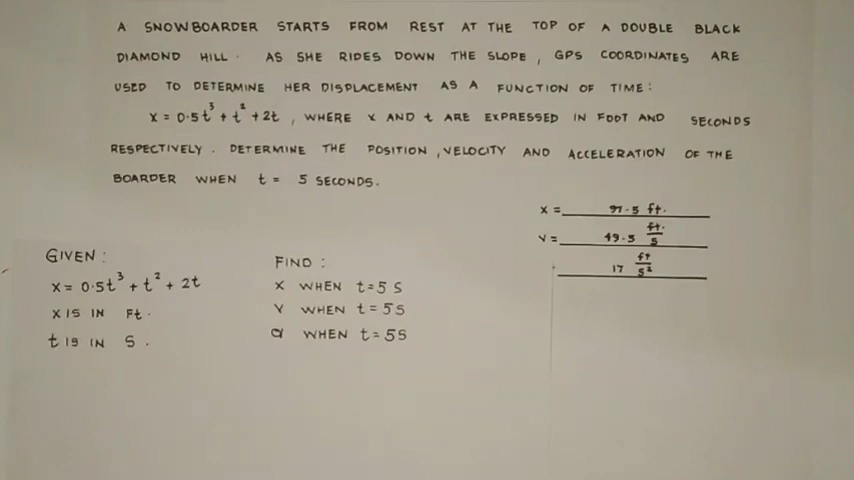 A SNOWBOARDER STARTS FROM REST AT THE TOP OF A DOUBLE BLACK
DIAMOND HILL. AS SHE RIDES DOWN THE SLOPE, GPS COORDINATES ARE
USED TO DETERMINE HER DISPLACEMENT AS A FUNCTION OF TIME:
x = 0.5t³ + t² + 2t, WHERE x AND t ARE EXPRESSED IN FOOT AND SECONDS
RESPECTIVELY. DETERMINE THE POSITION, VELOCITY AND ACCELERATION OF THE
BOARDER WHEN t = 5 SECONDS.
x = 97.5 ft.
v = 49.5 ft./s
17 ft/s²
GIVEN:
x = 0.5t³ + t² + 2t
x IS IN Ft.
t IS IN S.
FIND:
x WHEN t=5 S
v WHEN t=5S
a WHEN t=5S